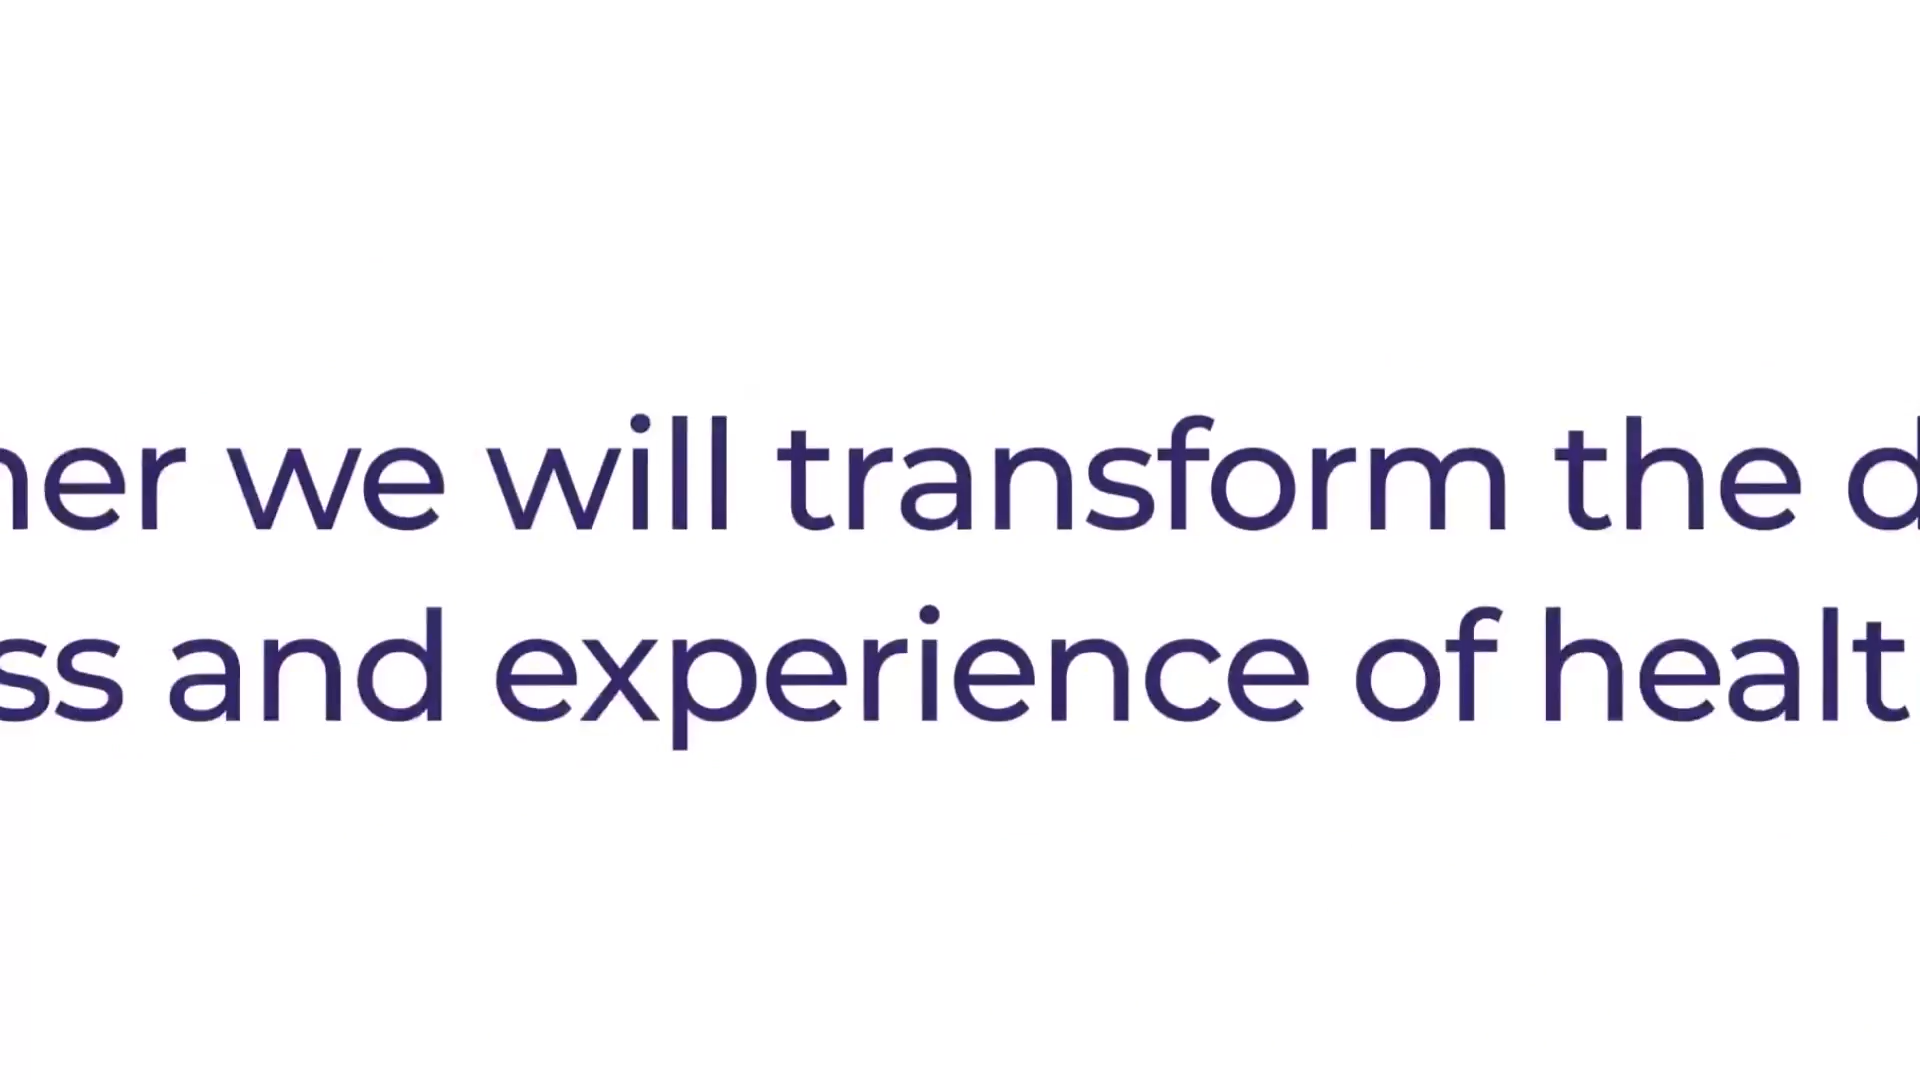 her we will transform the d
ss and experience of healt